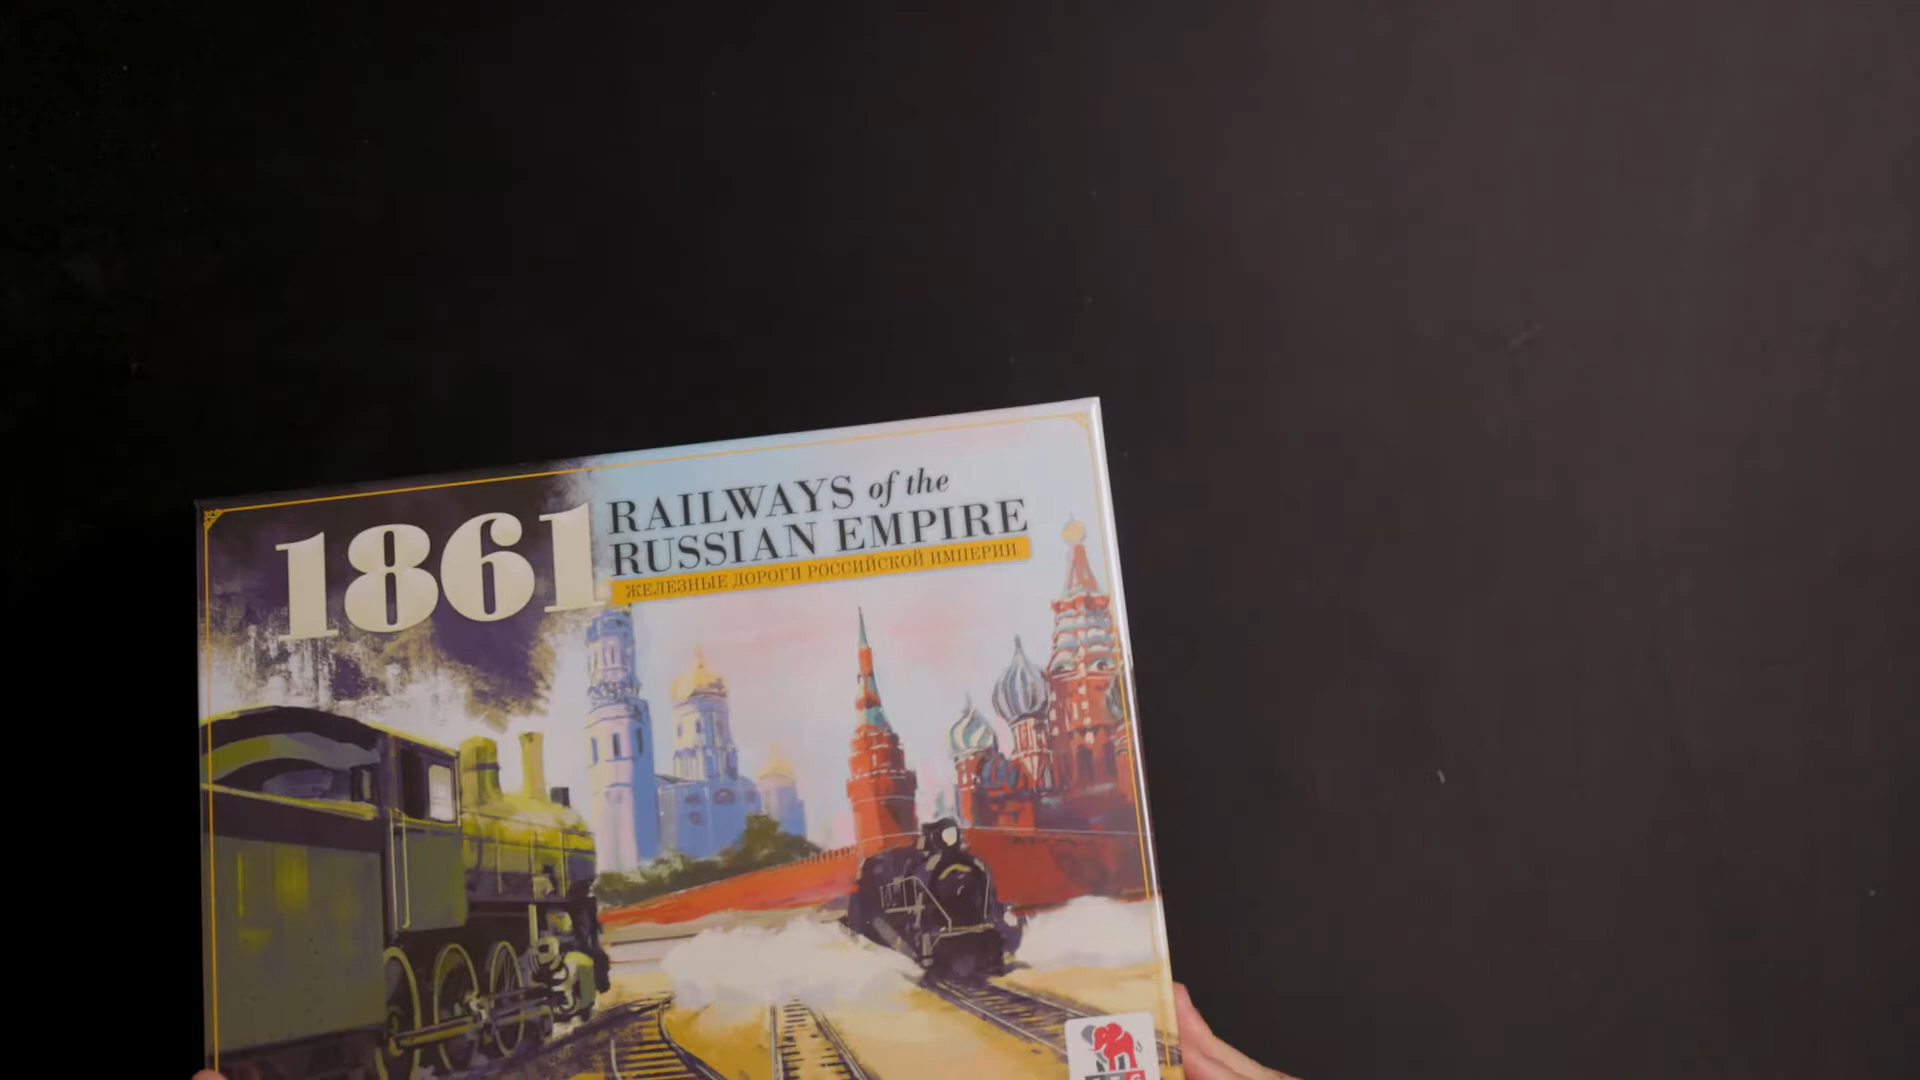 1861
RAILWAYS of the
RUSSIAN EMPIRE
ЖЕЛЕЗНЫЕ ДОРОГИ РОССИЙСКОЙ ИМПЕРИИ